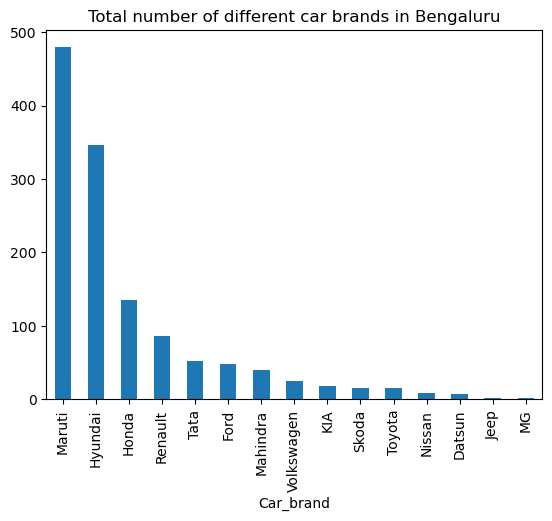 Total number of different car brands in Bengaluru
500
400
300
200
100
0
Maruti
Hyundai
Honda
Renault
Tata
Ford
Mahindra
Volkswagen
KIA
Skoda
Toyota
Nissan
Datsun
Jeep
MG
Car_brand